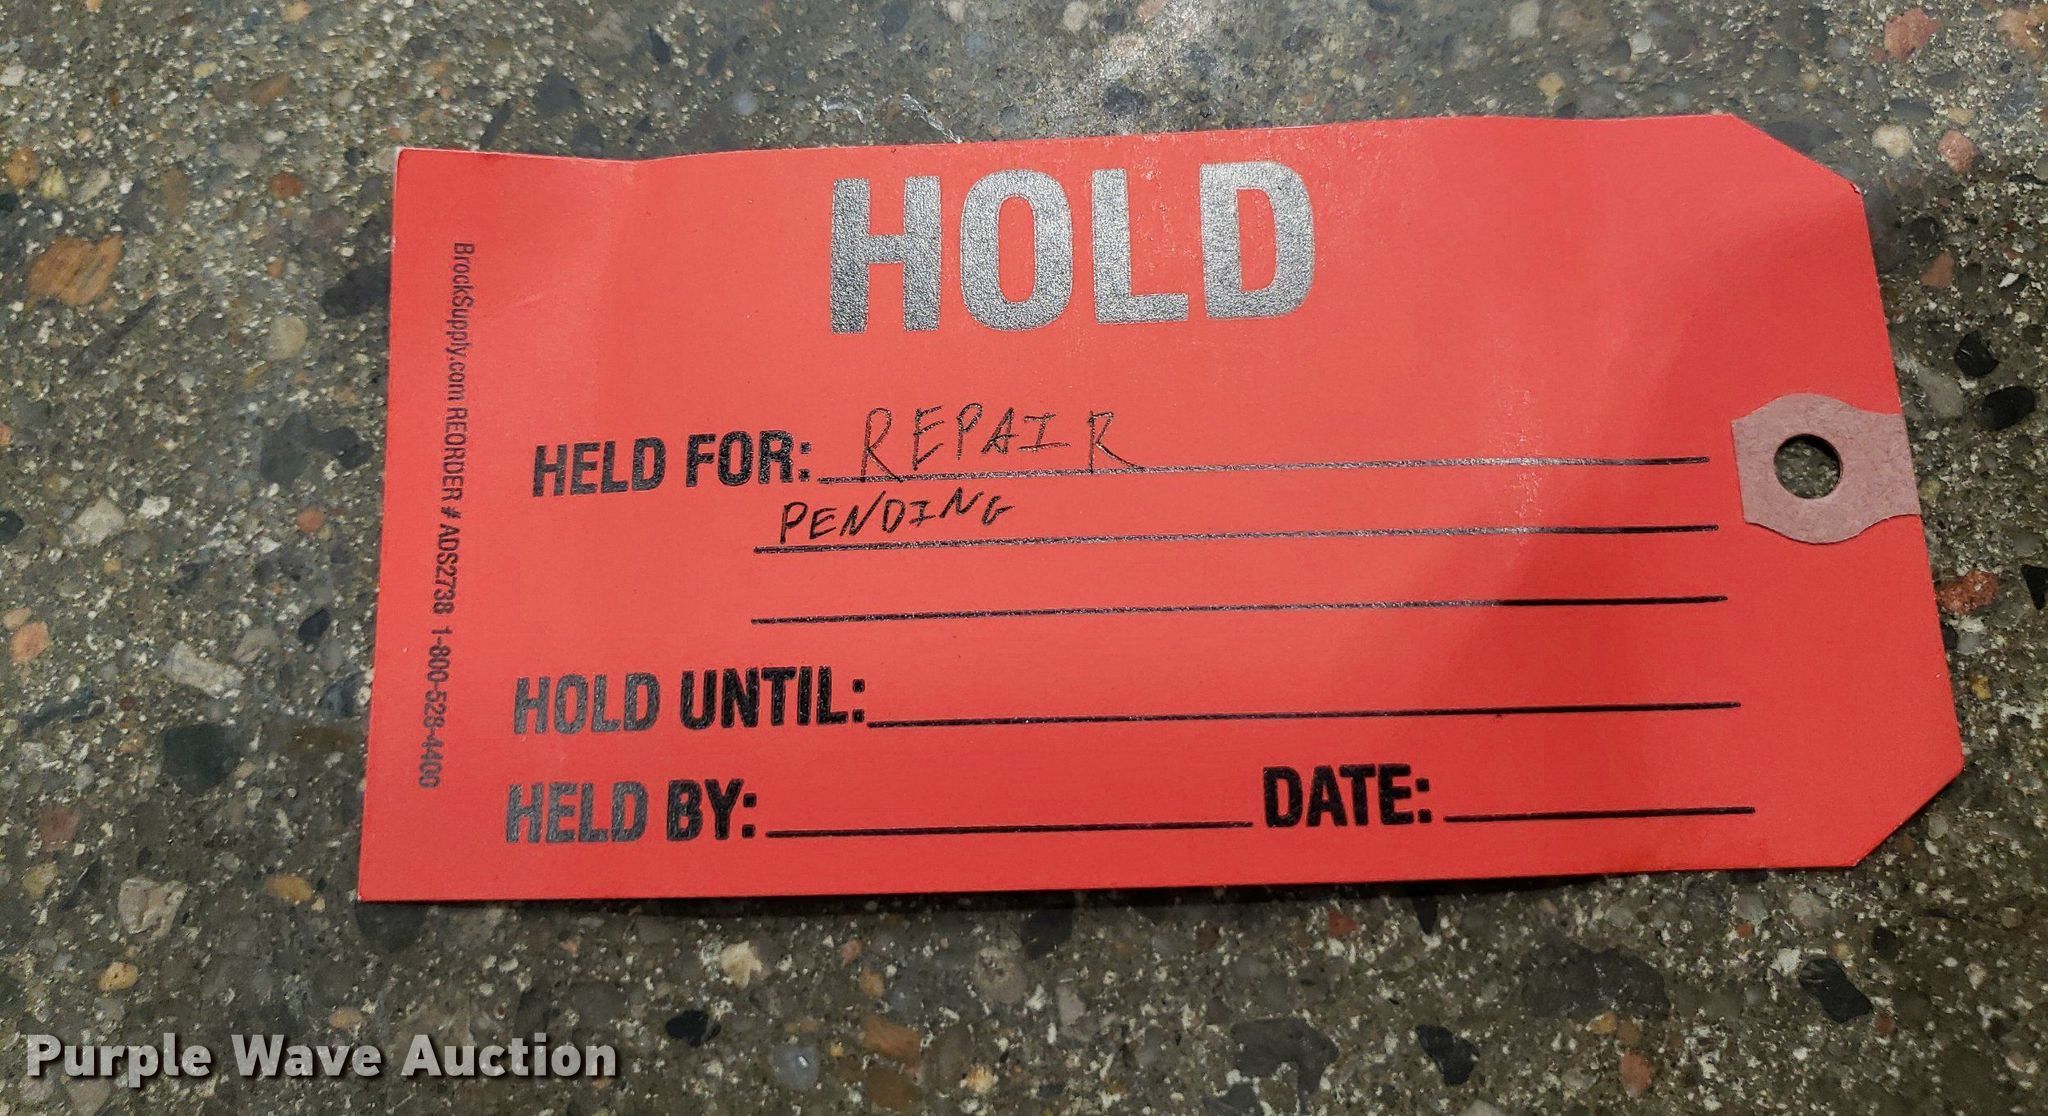 HOLD
HELD FOR: REPAIR
PENDING
HOLD UNTIL:
HELD BY: DATE:
BrockSupply.com REORDER # ADS2738 1-800-528-4400
Purple Wave Auction